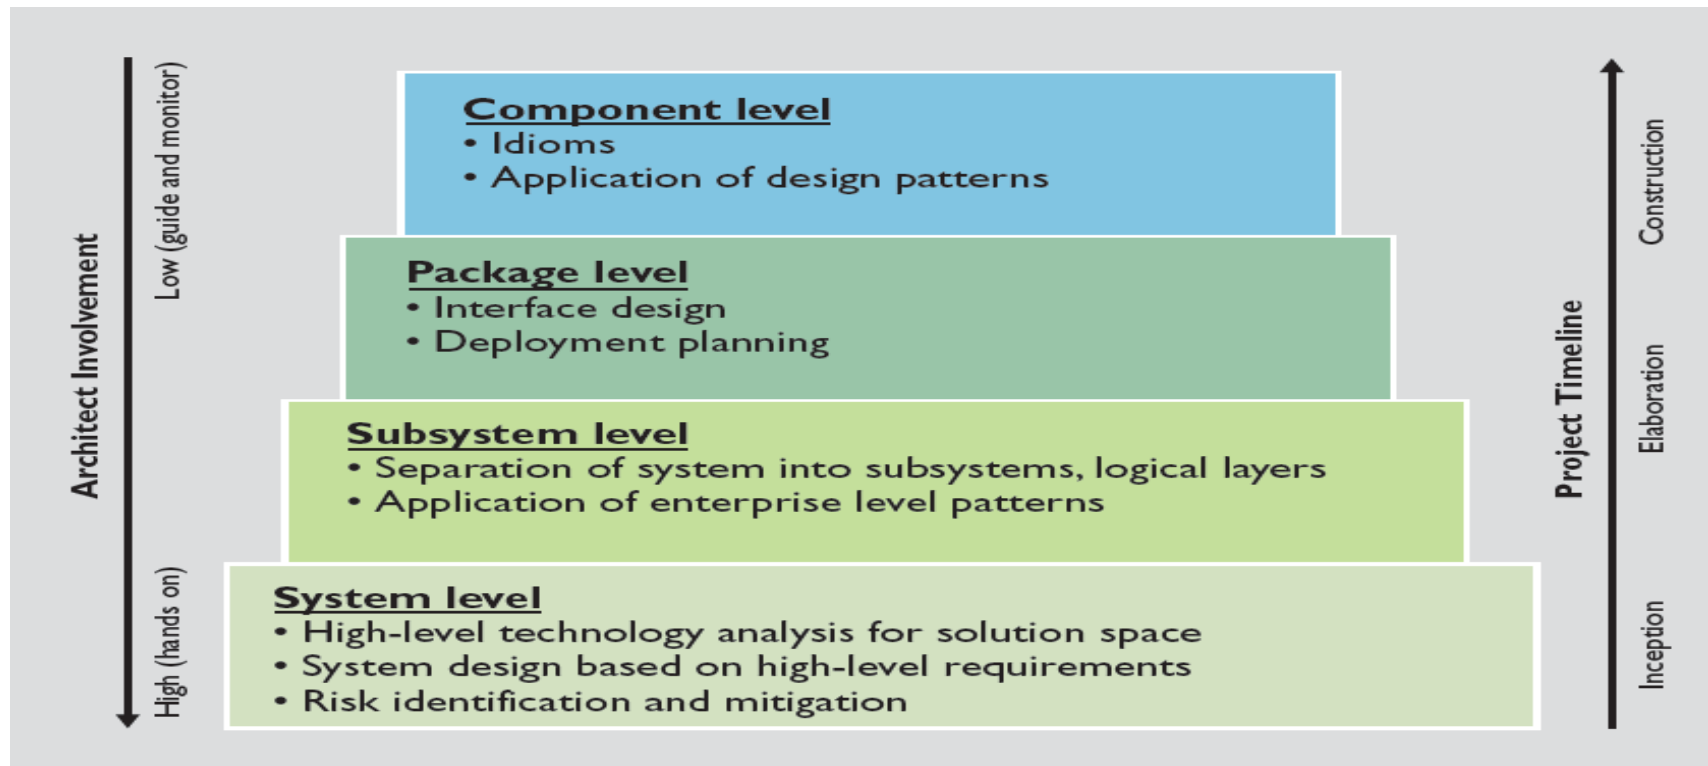 Architect Involvement
Low (guide and monitor)
High (hands on)
Component level
• Idioms
• Application of design patterns
Package level
• Interface design
• Deployment planning
Subsystem level
• Separation of system into subsystems, logical layers
• Application of enterprise level patterns
System level
• High-level technology analysis for solution space
• System design based on high-level requirements
• Risk identification and mitigation
Project Timeline
Construction
Elaboration
Inception